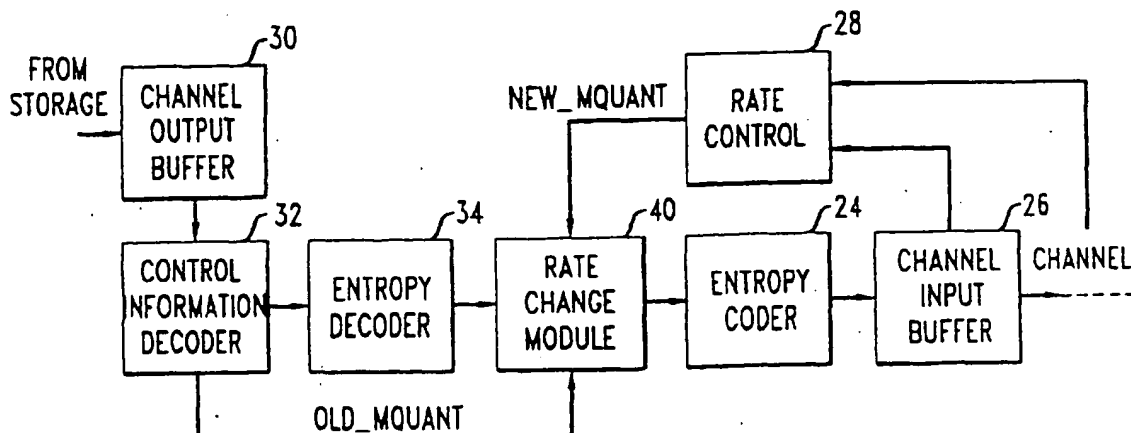 30
FROM
STORAGE
CHANNEL
OUTPUT
BUFFER
28
NEW_MQUANT
RATE
CONTROL
32
CONTROL
INFORMATION
DECODER
34
ENTROPY
DECODER
40
RATE
CHANGE
MODULE
24
ENTROPY
CODER
26
CHANNEL
INPUT
BUFFER
CHANNEL
OLD_MQUANT